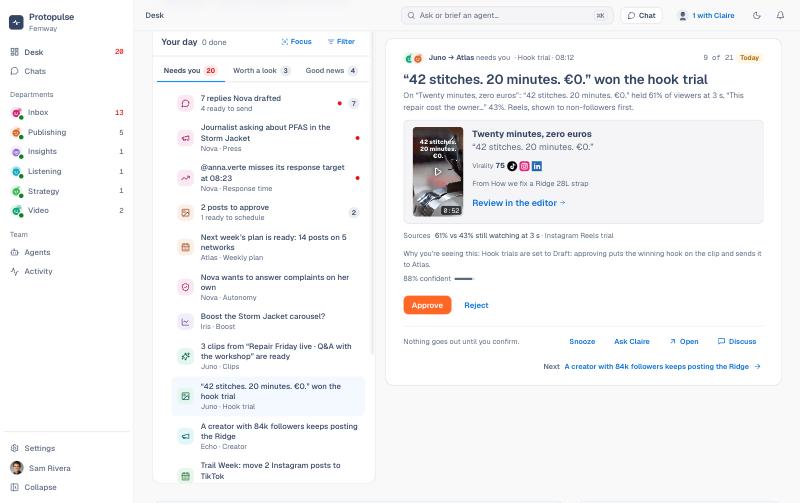 Protopulse
Fernway
Desk 20
Chats
Departments
Inbox 13
Publishing 5
Insights 1
Listening 1
Strategy 1
Video 2
Team
Agents
Activity
Settings
Sam Rivera
Collapse
Desk
Ask or brief an agent...
⌘K
Chat
1 with Claire
Your day 0 done
Focus
Filter
Needs you 20
Worth a look 3
Good news 4
7 replies Nova drafted
4 ready to send
7
Journalist asking about PFAS in the
Storm Jacket
Nova · Press
@anna.verte misses its response target
at 08:23
Nova · Response time
2 posts to approve
1 ready to schedule
2
Next week's plan is ready: 14 posts on 5
networks
Atlas · Weekly plan
Nova wants to answer complaints on her
own
Nova · Autonomy
Boost the Storm Jacket carousel?
Iris · Boost
3 clips from “Repair Friday live · Q&A with
the workshop” are ready
Juno · Clips
“42 stitches. 20 minutes. €0.” won the
hook trial
Juno · Hook trial
A creator with 84k followers keeps posting
the Ridge
Echo · Creator
Trail Week: move 2 Instagram posts to
TikTok
Juno → Atlas needs you · Hook trial · 08:12
9 of 21
Today
“42 stitches. 20 minutes. €0.” won the hook trial
On “Twenty minutes, zero euros”: “42 stitches. 20 minutes. €0.” held 61% of viewers at 3 s, “This
repair cost the owner...” 43%. Reels, shown to non-followers first.
42 stitches.
20 minutes.
€0.
0:52
Twenty minutes, zero euros
“42 stitches. 20 minutes. €0.”
Virality 75
From How we fix a Ridge 28L strap
Review in the editor →
Sources 61% vs 43% still watching at 3 s · Instagram Reels trial
Why you're seeing this: Hook trials are set to Draft: approving puts the winning hook on the clip and sends it
to Atlas.
88% confident
Approve
Reject
Nothing goes out until you confirm.
Snooze
Ask Claire
Open
Discuss
Next A creator with 84k followers keeps posting the Ridge →